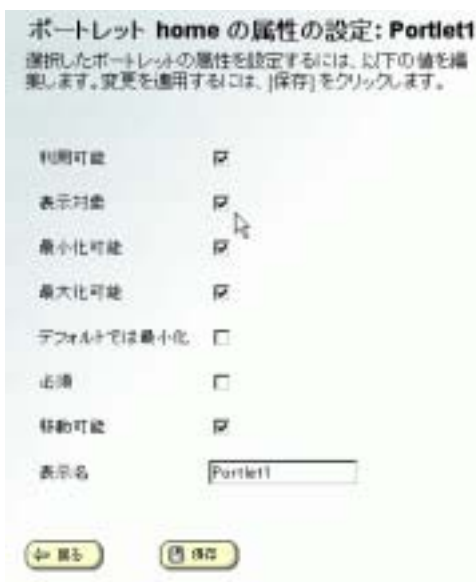 ポートレット home の属性の設定: Portlet1
選択したポートレットの属性を設定するには、以下の値を編
集します。変更を適用するには、[保存] をクリックします。
利用可能
表示対象
最小化可能
最大化可能
デフォルトでは最小化
必須
移動可能
表示名 Portlet1
戻る 保存